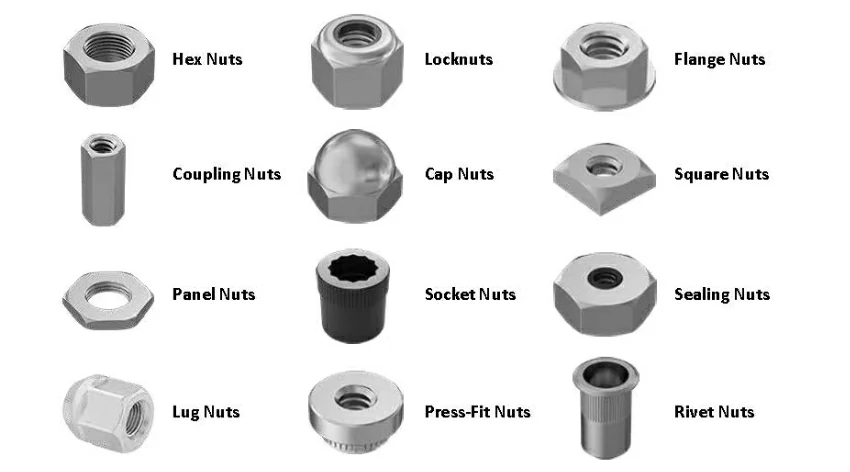 Hex Nuts
Locknuts
Flange Nuts
Coupling Nuts
Cap Nuts
Square Nuts
Panel Nuts
Socket Nuts
Sealing Nuts
Lug Nuts
Press-Fit Nuts
Rivet Nuts